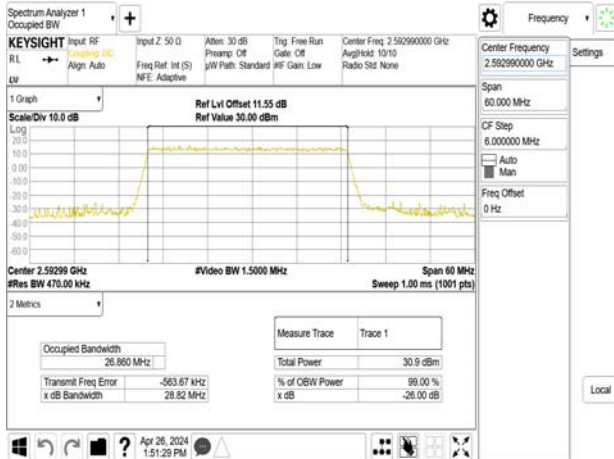 Spectrum Analyzer 1
Occupied BW
Frequency
KEYSIGHT
Input: RF
Coupling: DC
Align: Auto
RL
Input Z: 50 Ω
Freq Ref: Int (S)
NFE: Adaptive
Atten: 30 dB
Preamp: Off
µW Path: Standard
Trig: Free Run
Gate: Off
#IF Gain: Low
Center Freq: 2.592990000 GHz
Avg|Hold: 10/10
Radio Std: None
Center Frequency
2.592990000 GHz
Settings
Span
60.000 MHz
CF Step
6.000000 MHz
Auto
Man
Freq Offset
0 Hz
1 Graph
Scale/Div 10.0 dB
Ref Lvl Offset 11.55 dB
Ref Value 30.00 dBm
Log
20.0
10.0
0.00
-10.0
-20.0
-30.0
-40.0
-50.0
-60.0
Center 2.59299 GHz
#Res BW 470.00 kHz
#Video BW 1.5000 MHz
Span 60 MHz
Sweep 1.00 ms (1001 pts)
2 Metrics
Measure Trace Trace 1
Occupied Bandwidth
26.860 MHz
Total Power 30.9 dBm
Transmit Freq Error -563.67 kHz
% of OBW Power 99.00 %
x dB Bandwidth 28.82 MHz
x dB -26.00 dB
Local
Apr 26, 2024
1:51:29 PM